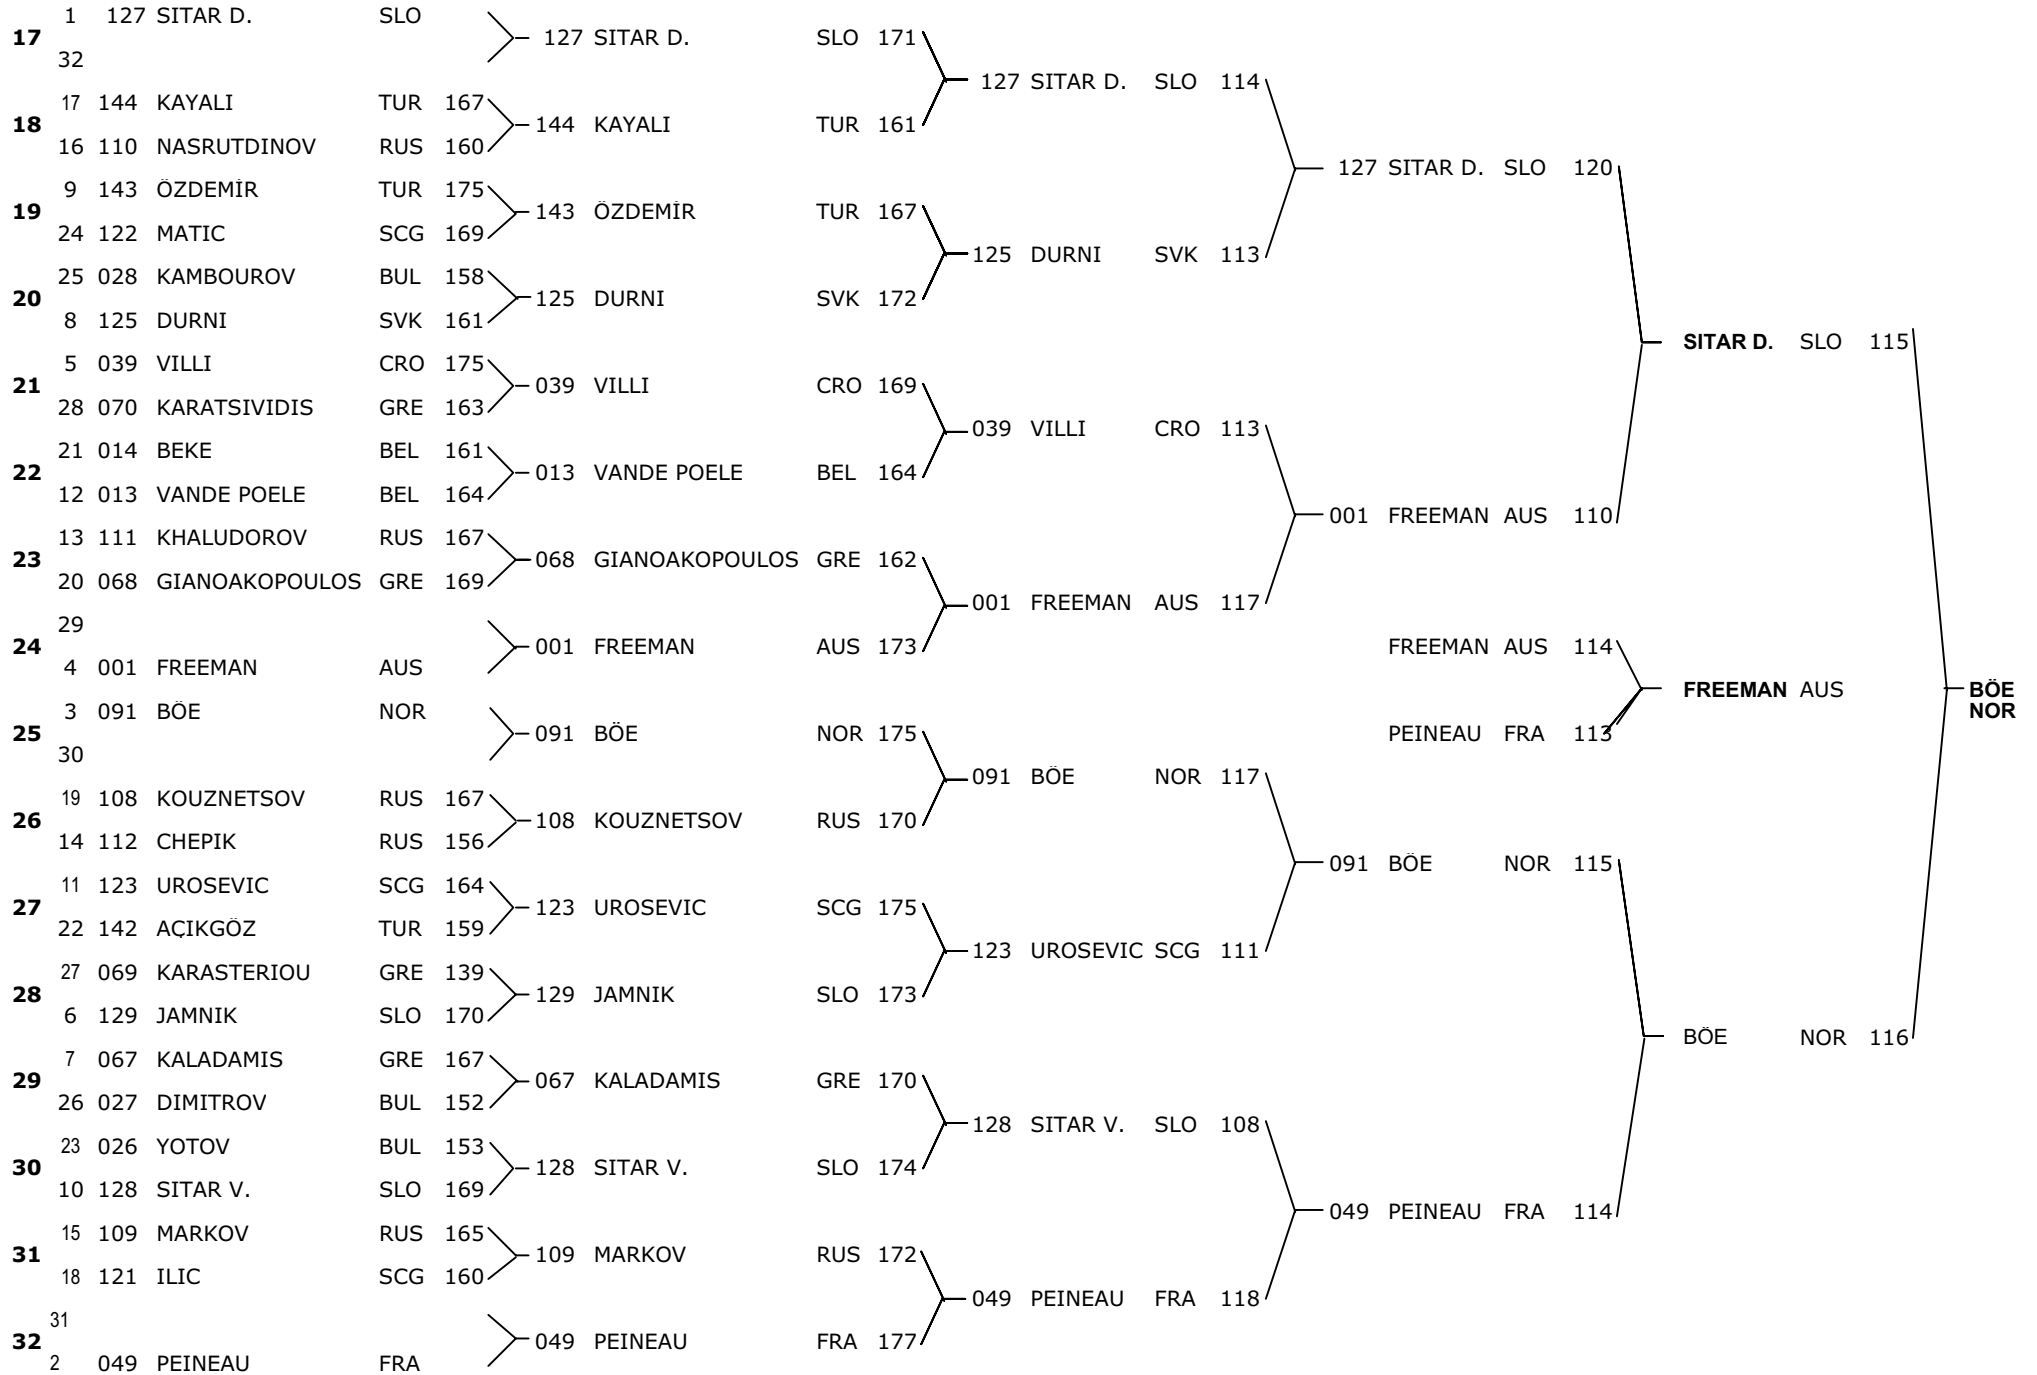 1 127 SITAR D. SLO
17 127 SITAR D. SLO 171
32
127 SITAR D. SLO 114
17 144 KAYALI TUR 167
18 144 KAYALI TUR 161
16 110 NASRUTDINOV RUS 160
127 SITAR D. SLO 120
9 143 ÖZDEMİR TUR 175
19 143 ÖZDEMİR TUR 167
24 122 MATIC SCG 169
125 DURNI SVK 113
25 028 KAMBOUROV BUL 158
20 125 DURNI SVK 172
8 125 DURNI SVK 161
SITAR D. SLO 115
5 039 VILLI CRO 175
21 039 VILLI CRO 169
28 070 KARATSIVIDIS GRE 163
039 VILLI CRO 113
21 014 BEKE BEL 161
22 013 VANDE POELE BEL 164
12 013 VANDE POELE BEL 164
001 FREEMAN AUS 110
13 111 KHALUDOROV RUS 167
23 068 GIANOAKOPOULOS GRE 162
20 068 GIANOAKOPOULOS GRE 169
001 FREEMAN AUS 117
29
24 001 FREEMAN AUS 173 FREEMAN AUS 114
4 001 FREEMAN AUS
FREEMAN AUS
BÖE
NOR
3 091 BÖE NOR
25 091 BÖE NOR 175 PEINEAU FRA 113
30
091 BÖE NOR 117
19 108 KOUZNETSOV RUS 167
26 108 KOUZNETSOV RUS 170
14 112 CHEPIK RUS 156
091 BÖE NOR 115
11 123 UROSEVIC SCG 164
27 123 UROSEVIC SCG 175
22 142 AÇIKGÖZ TUR 159
123 UROSEVIC SCG 111
27 069 KARASTERIOU GRE 139
28 129 JAMNIK SLO 173
6 129 JAMNIK SLO 170
BÖE NOR 116
7 067 KALADAMIS GRE 167
29 067 KALADAMIS GRE 170
26 027 DIMITROV BUL 152
128 SITAR V. SLO 108
23 026 YOTOV BUL 153
30 128 SITAR V. SLO 174
10 128 SITAR V. SLO 169
049 PEINEAU FRA 114
15 109 MARKOV RUS 165
31 109 MARKOV RUS 172
18 121 ILIC SCG 160
049 PEINEAU FRA 118
31
32 049 PEINEAU FRA 177
2 049 PEINEAU FRA